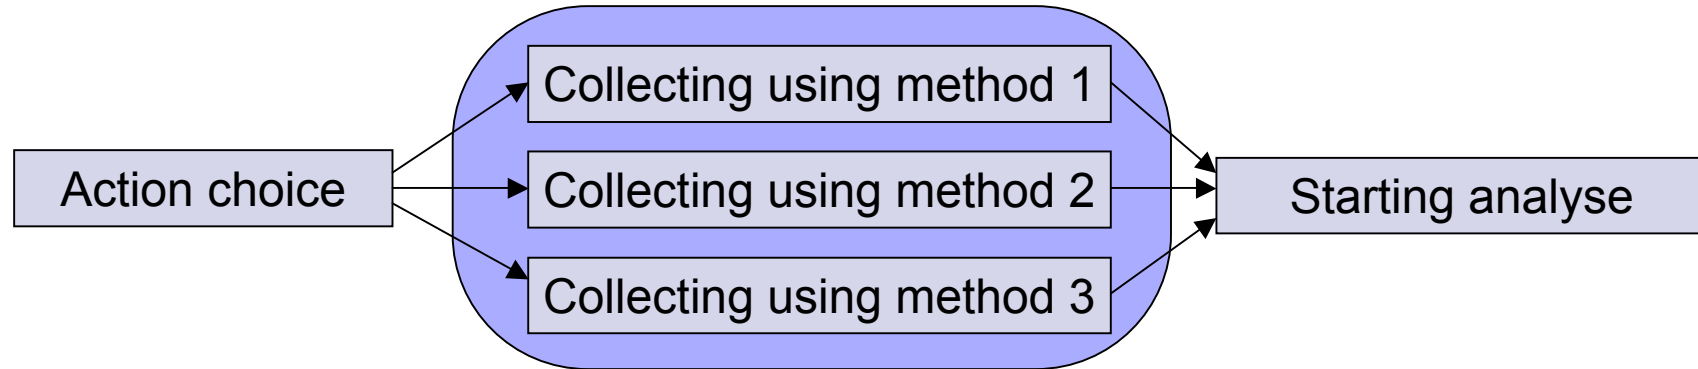 Action choice
Collecting using method 1
Collecting using method 2
Collecting using method 3
Starting analyse